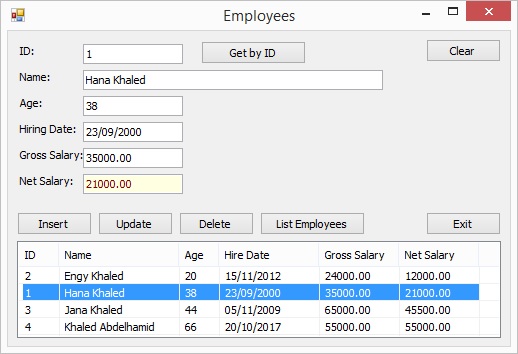 Employees
ID: 1 Get by ID Clear
Name: Hana Khaled
Age: 38
Hiring Date: 23/09/2000
Gross Salary: 35000.00
Net Salary: 21000.00
Insert Update Delete List Employees Exit
ID Name Age Hire Date Gross Salary Net Salary
2 Engy Khaled 20 15/11/2012 24000.00 12000.00
1 Hana Khaled 38 23/09/2000 35000.00 21000.00
3 Jana Khaled 44 05/11/2009 65000.00 45500.00
4 Khaled Abdelhamid 66 20/10/2017 55000.00 55000.00